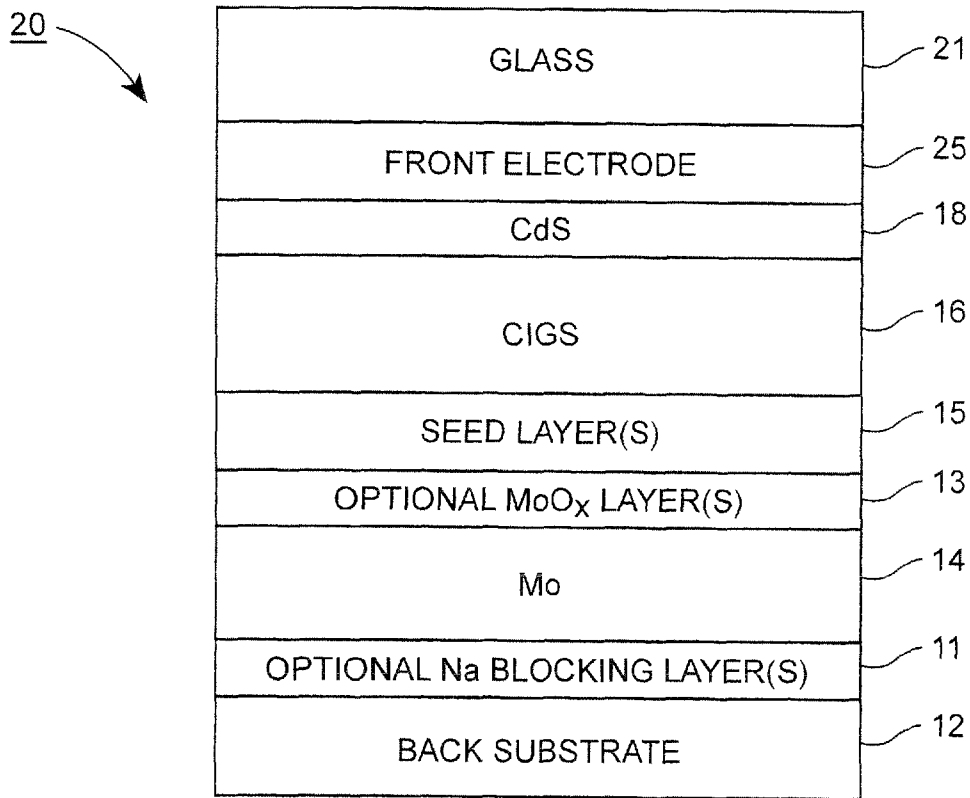 20
GLASS 21
FRONT ELECTRODE 25
CdS 18
CIGS 16
SEED LAYER(S) 15
OPTIONAL MoOx LAYER(S) 13
Mo 14
OPTIONAL Na BLOCKING LAYER(S) 11
BACK SUBSTRATE 12